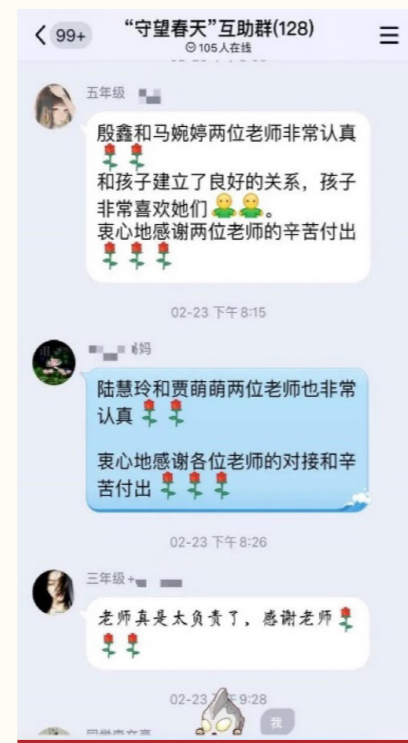 99+
“守望春天”互助群(128)
105人在线
五年级
殷鑫和马婉婷两位老师非常认真
和孩子建立了良好的关系，孩子
非常喜欢她们
。
衷心地感谢两位老师的辛苦付出
02-23 下午 8:15
妈
陆慧玲和贾萌萌两位老师也非常
认真
衷心地感谢各位老师的对接和辛
苦付出
02-23 下午 8:26
三年级+
老师真是太负责了，感谢老师
02-23
9:28
我